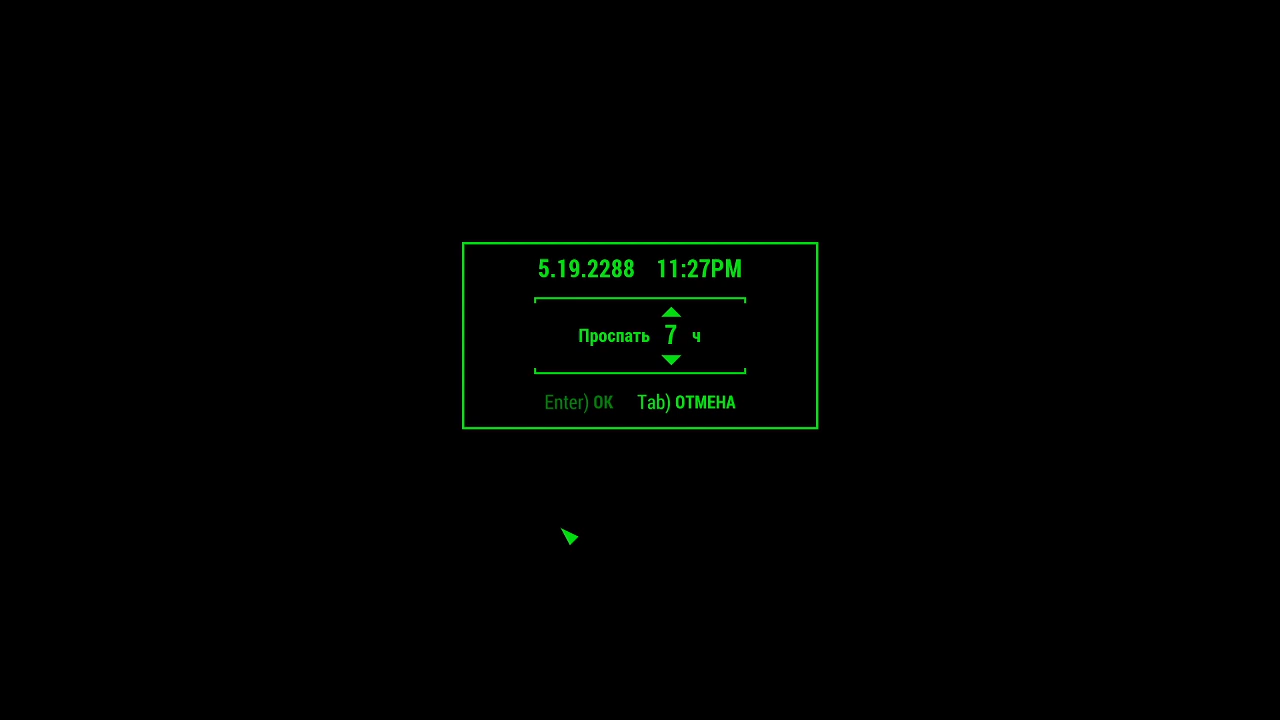 5.19.2288 11:27PM
Проспать 7 ч
Enter) ОК Tab) ОТМЕНА